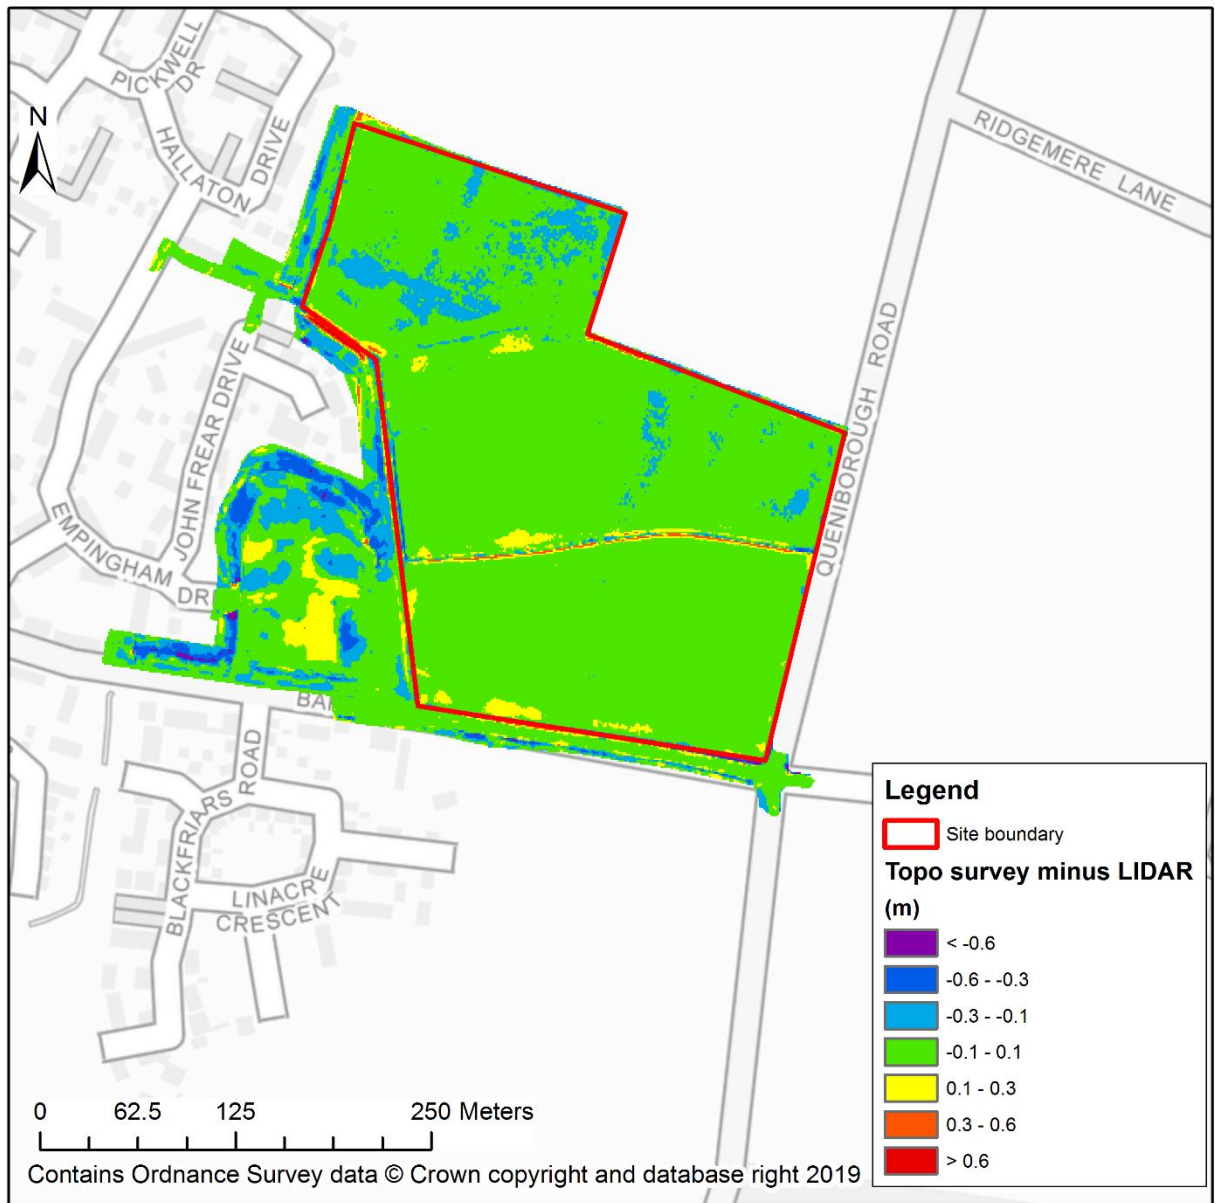 PICKWELL
DR
HALLATON
DRIVE
N
RIDGEMERE LANE
QUENIBOROUGH ROAD
JOHN FREAR DRIVE
EMPINGHAM
DR
BLACKFRIARS ROAD
LINACRE
CRESCENT
Legend
Site boundary
Topo survey minus LIDAR
(m)
< -0.6
-0.6 - -0.3
-0.3 - -0.1
-0.1 - 0.1
0.1 - 0.3
0.3 - 0.6
> 0.6
0 62.5 125 250 Meters
Contains Ordnance Survey data © Crown copyright and database right 2019